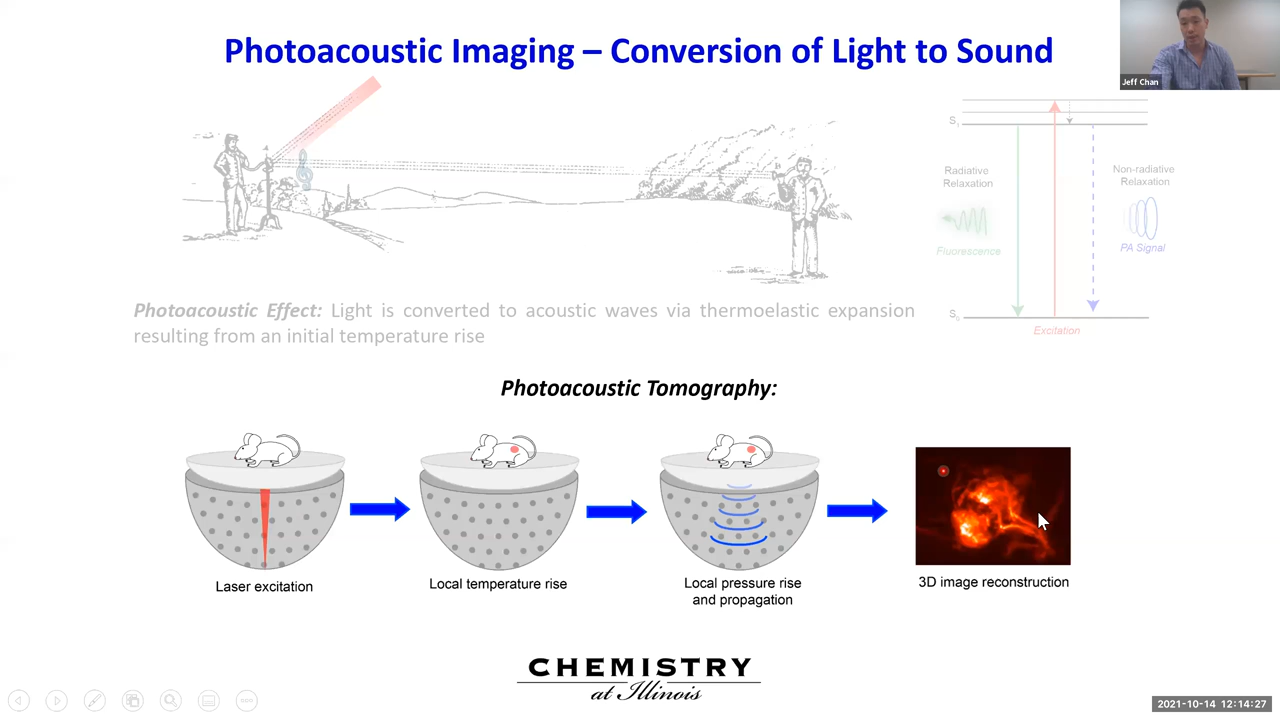 Photoacoustic Imaging – Conversion of Light to Sound
Jeff Chan
S1
Radiative
Relaxation
Non-radiative
Relaxation
Fluorescence
PA Signal
S0
Excitation
Photoacoustic Effect: Light is converted to acoustic waves via thermoelastic expansion
resulting from an initial temperature rise
Photoacoustic Tomography:
Laser excitation
Local temperature rise
Local pressure rise
and propagation
3D image reconstruction
CHEMISTRY
at Illinois
2021-10-14 12:14:27